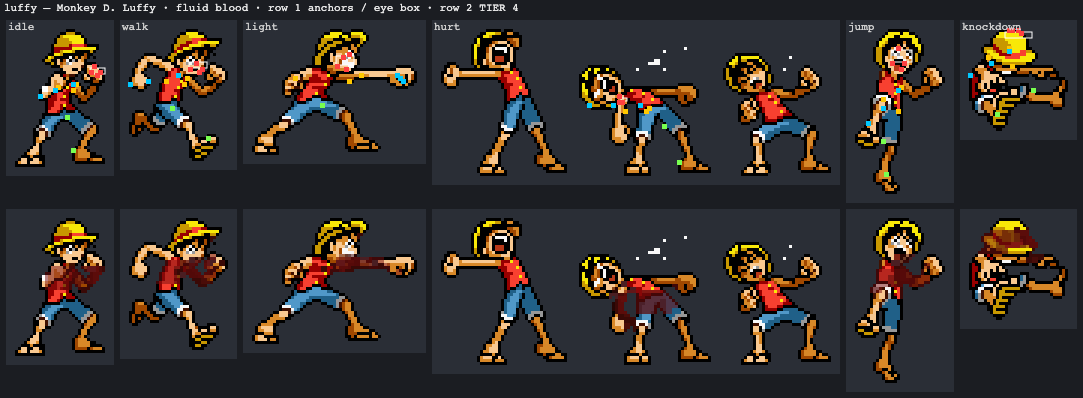 luffy — Monkey D. Luffy · fluid blood · row 1 anchors / eye box · row 2 TIER 4
idle walk light hurt jump knockdown